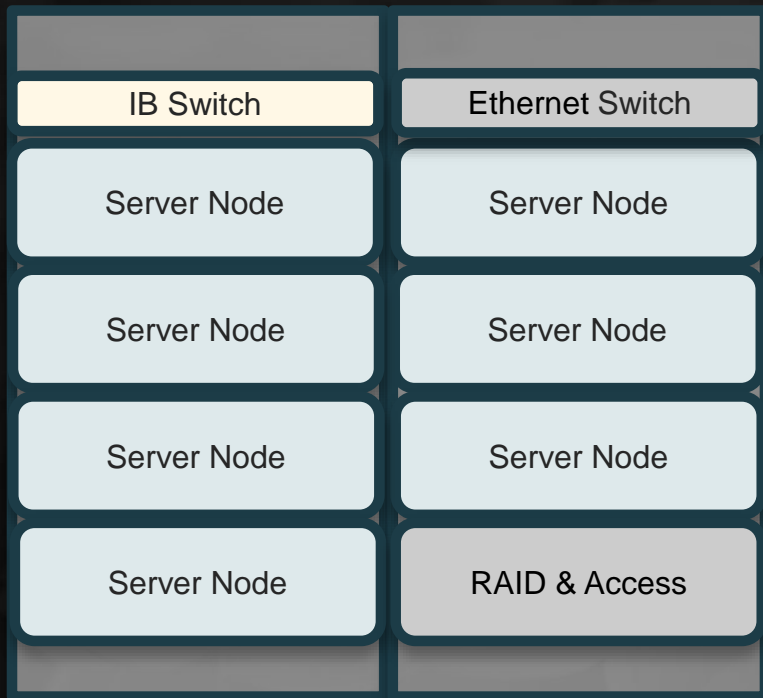 IB Switch
Server Node
Server Node
Server Node
Server Node
Ethernet Switch
Server Node
Server Node
Server Node
RAID & Access